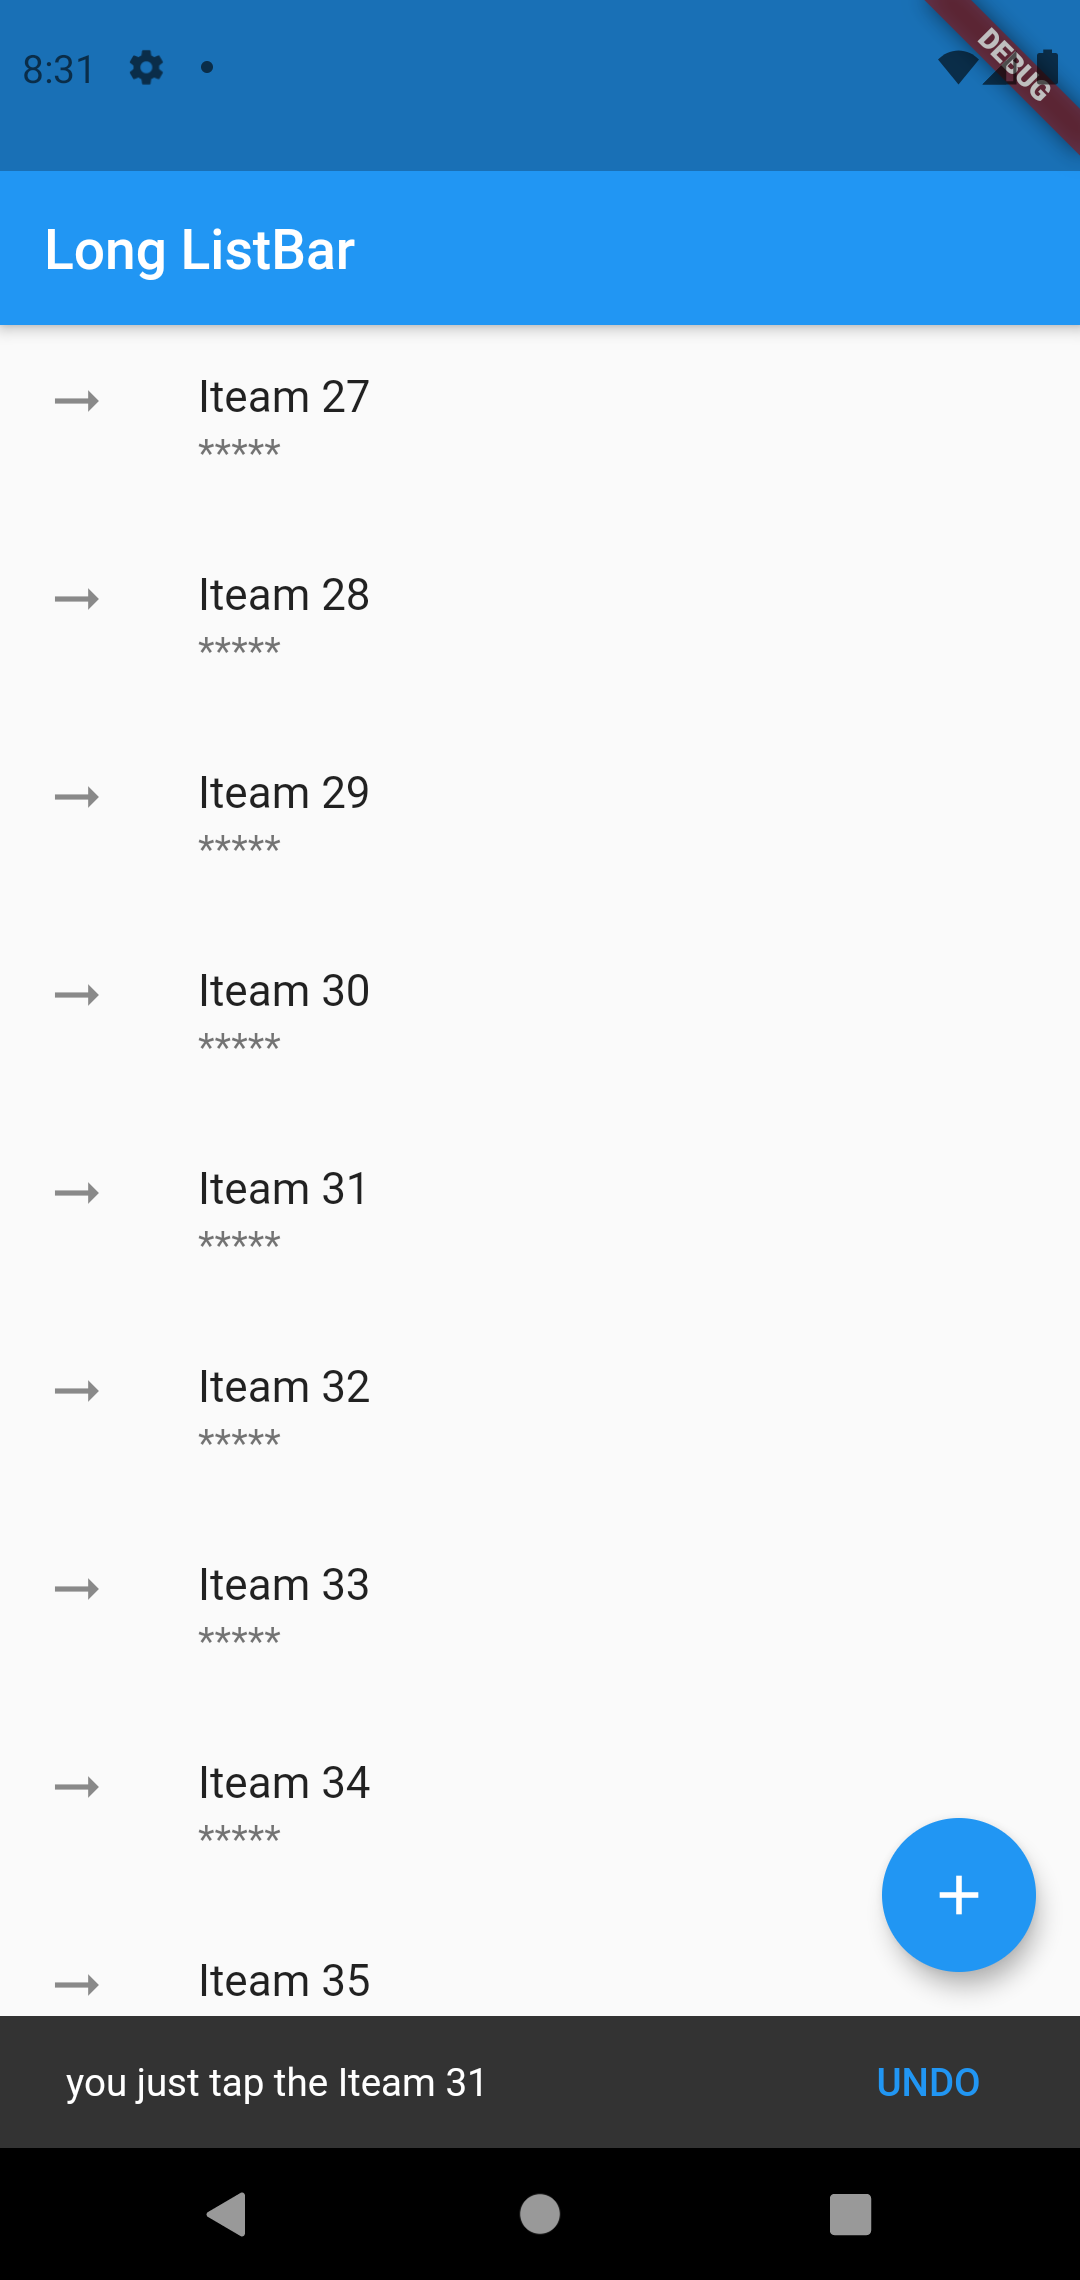 8:31
DEBUG
Long ListBar
Iteam 27
*****
Iteam 28
*****
Iteam 29
*****
Iteam 30
*****
Iteam 31
*****
Iteam 32
*****
Iteam 33
*****
Iteam 34
*****
Iteam 35
you just tap the Iteam 31 UNDO